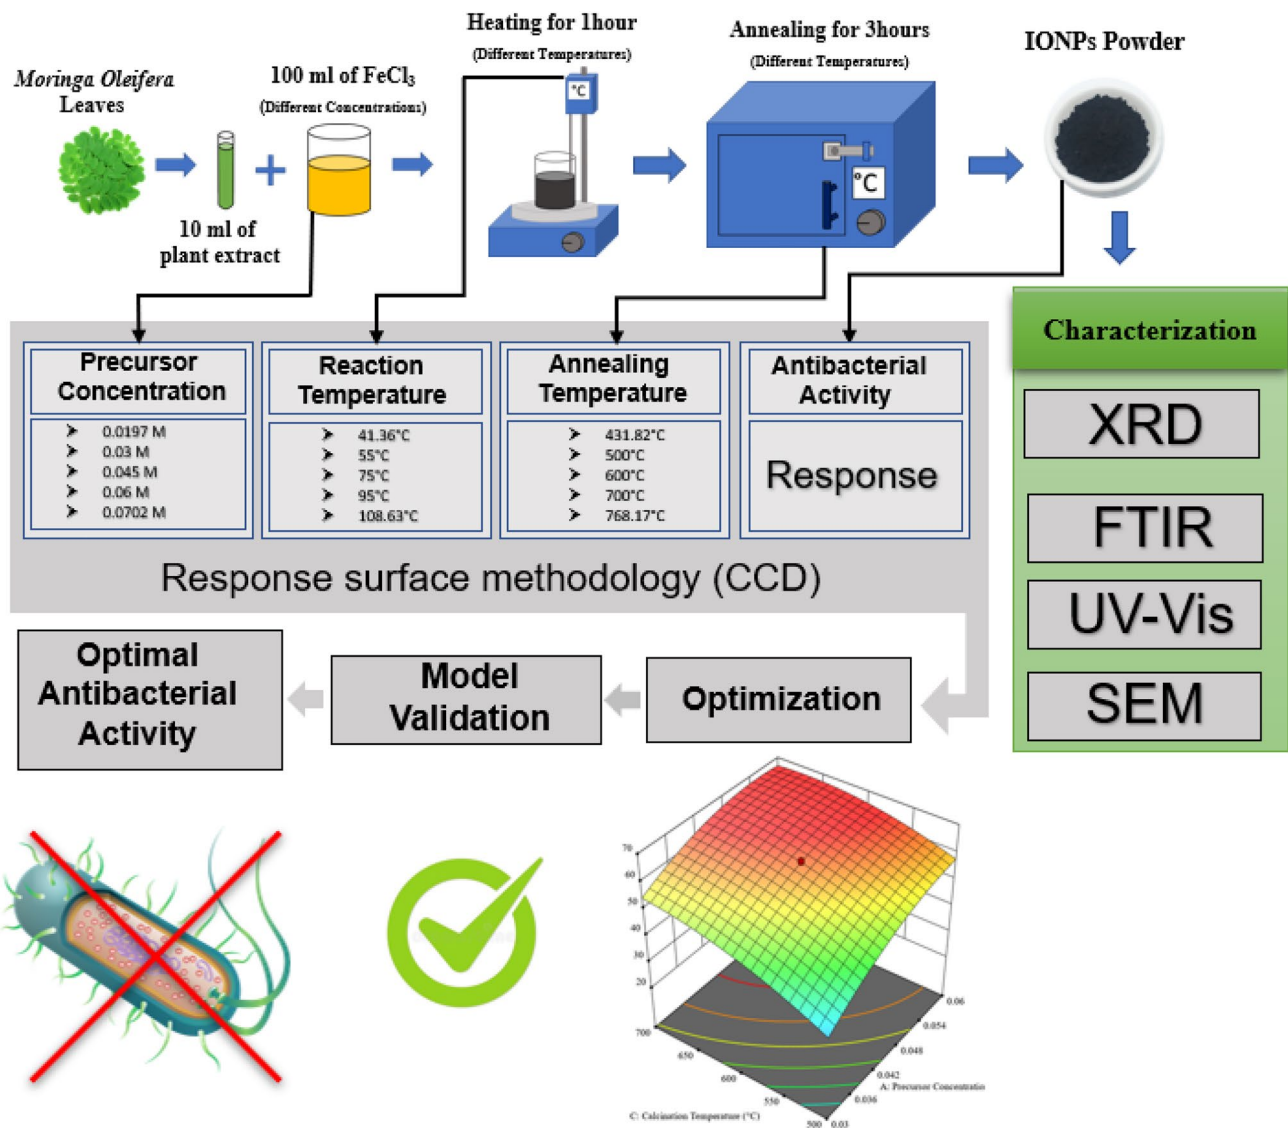 Moringa Oleifera
Leaves
10 ml of
plant extract
100 ml of FeCl₃
(Different Concentrations)
Heating for 1hour
(Different Temperatures)
°C
Annealing for 3hours
(Different Temperatures)
°C
IONPs Powder
Precursor
Concentration
➤ 0.0197 M
➤ 0.03 M
➤ 0.045 M
➤ 0.06 M
➤ 0.0702 M
Reaction
Temperature
➤ 41.36°C
➤ 55°C
➤ 75°C
➤ 95°C
➤ 108.63°C
Annealing
Temperature
➤ 431.82°C
➤ 500°C
➤ 600°C
➤ 700°C
➤ 768.17°C
Antibacterial
Activity
Response
Response surface methodology (CCD)
Characterization
XRD
FTIR
UV-Vis
SEM
Optimal
Antibacterial
Activity
Model
Validation
Optimization
70
60
50
40
30
20
700
650
600
550
500
0.03
0.036
0.042
0.048
0.054
0.06
A: Precursor Concentratio
C: Calcination Temperature (°C)